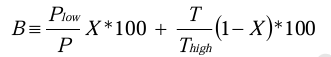 B ≡ P_low / P X * 100 + T / T_high (1 − X) * 100